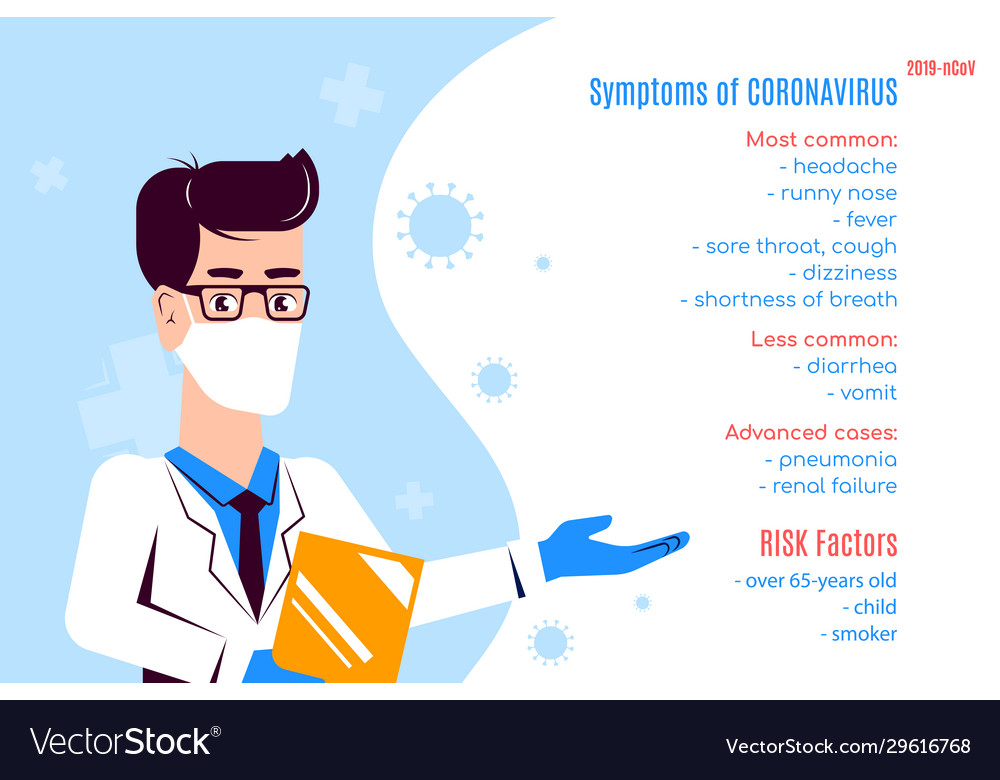 2019-nCoV
Symptoms of CORONAVIRUS
Most common:
- headache
- runny nose
- fever
- sore throat, cough
- dizziness
- shortness of breath
Less common:
- diarrhea
- vomit
Advanced cases:
- pneumonia
- renal failure
RISK Factors
- over 65-years old
- child
- smoker
VectorStock®
VectorStock.com/29616768